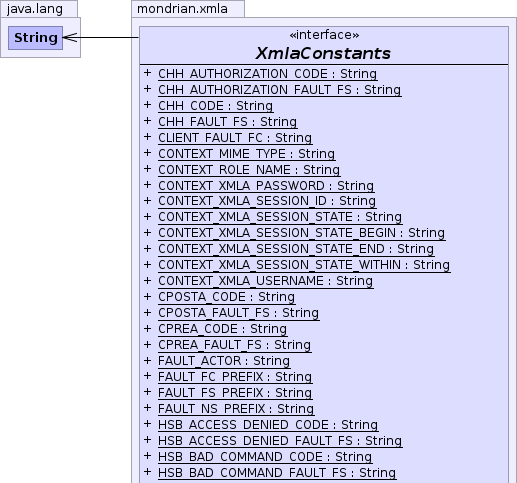 java.lang
mondrian.xmla
String
«interface»
XmlaConstants
+ CHH_AUTHORIZATION_CODE : String
+ CHH_AUTHORIZATION_FAULT_FS : String
+ CHH_CODE : String
+ CHH_FAULT_FS : String
+ CLIENT_FAULT_FC : String
+ CONTEXT_MIME_TYPE : String
+ CONTEXT_ROLE_NAME : String
+ CONTEXT_XMLA_PASSWORD : String
+ CONTEXT_XMLA_SESSION_ID : String
+ CONTEXT_XMLA_SESSION_STATE : String
+ CONTEXT_XMLA_SESSION_STATE_BEGIN : String
+ CONTEXT_XMLA_SESSION_STATE_END : String
+ CONTEXT_XMLA_SESSION_STATE_WITHIN : String
+ CONTEXT_XMLA_USERNAME : String
+ CPOSTA_CODE : String
+ CPOSTA_FAULT_FS : String
+ CPREA_CODE : String
+ CPREA_FAULT_FS : String
+ FAULT_ACTOR : String
+ FAULT_FC_PREFIX : String
+ FAULT_FS_PREFIX : String
+ FAULT_NS_PREFIX : String
+ HSB_ACCESS_DENIED_CODE : String
+ HSB_ACCESS_DENIED_FAULT_FS : String
+ HSB_BAD_COMMAND_CODE : String
+ HSB_BAD_COMMAND_FAULT_FS : String